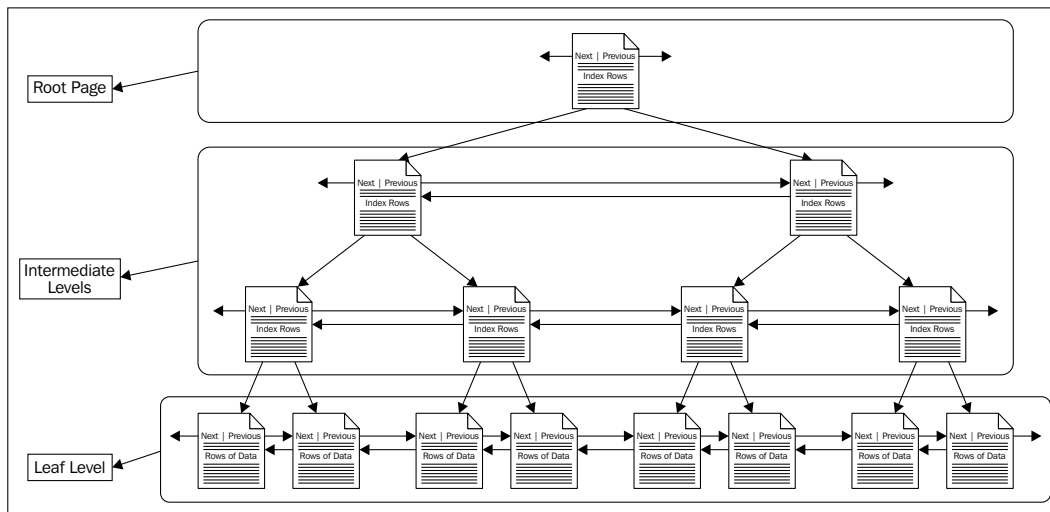 Next | Previous
Index Rows
Root Page
Next | Previous
Index Rows
Next | Previous
Index Rows
Intermediate
Levels
Next | Previous
Index Rows
Next | Previous
Index Rows
Next | Previous
Index Rows
Next | Previous
Index Rows
Next | Previous
Rows of Data
Next | Previous
Rows of Data
Next | Previous
Rows of Data
Next | Previous
Rows of Data
Next | Previous
Rows of Data
Next | Previous
Rows of Data
Next | Previous
Rows of Data
Next | Previous
Rows of Data
Leaf Level